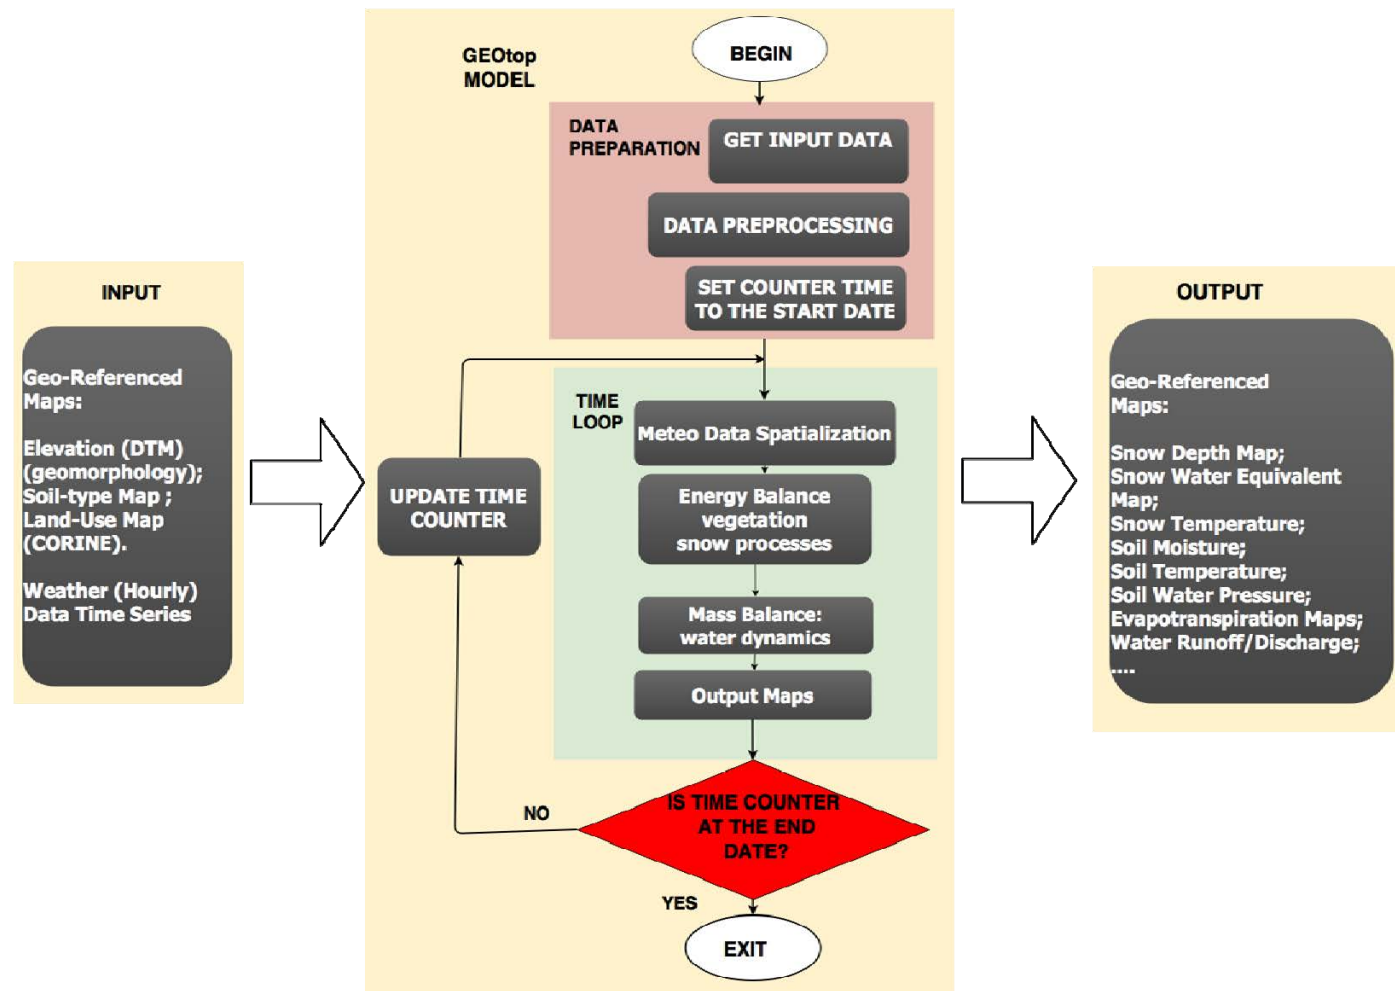 INPUT
Geo-Referenced
Maps:
Elevation (DTM)
(geomorphology);
Soil-type Map ;
Land-Use Map
(CORINE).
Weather (Hourly)
Data Time Series
GEOtop
MODEL
BEGIN
DATA
PREPARATION
GET INPUT DATA
DATA PREPROCESSING
SET COUNTER TIME
TO THE START DATE
TIME
LOOP
Meteo Data Spatialization
Energy Balance
vegetation
snow processes
Mass Balance:
water dynamics
Output Maps
UPDATE TIME
COUNTER
IS TIME COUNTER
AT THE END
DATE?
NO
YES
EXIT
OUTPUT
Geo-Referenced
Maps:
Snow Depth Map;
Snow Water Equivalent
Map;
Snow Temperature;
Soil Moisture;
Soil Temperature;
Soil Water Pressure;
Evapotranspiration Maps;
Water Runoff/Discharge;
....